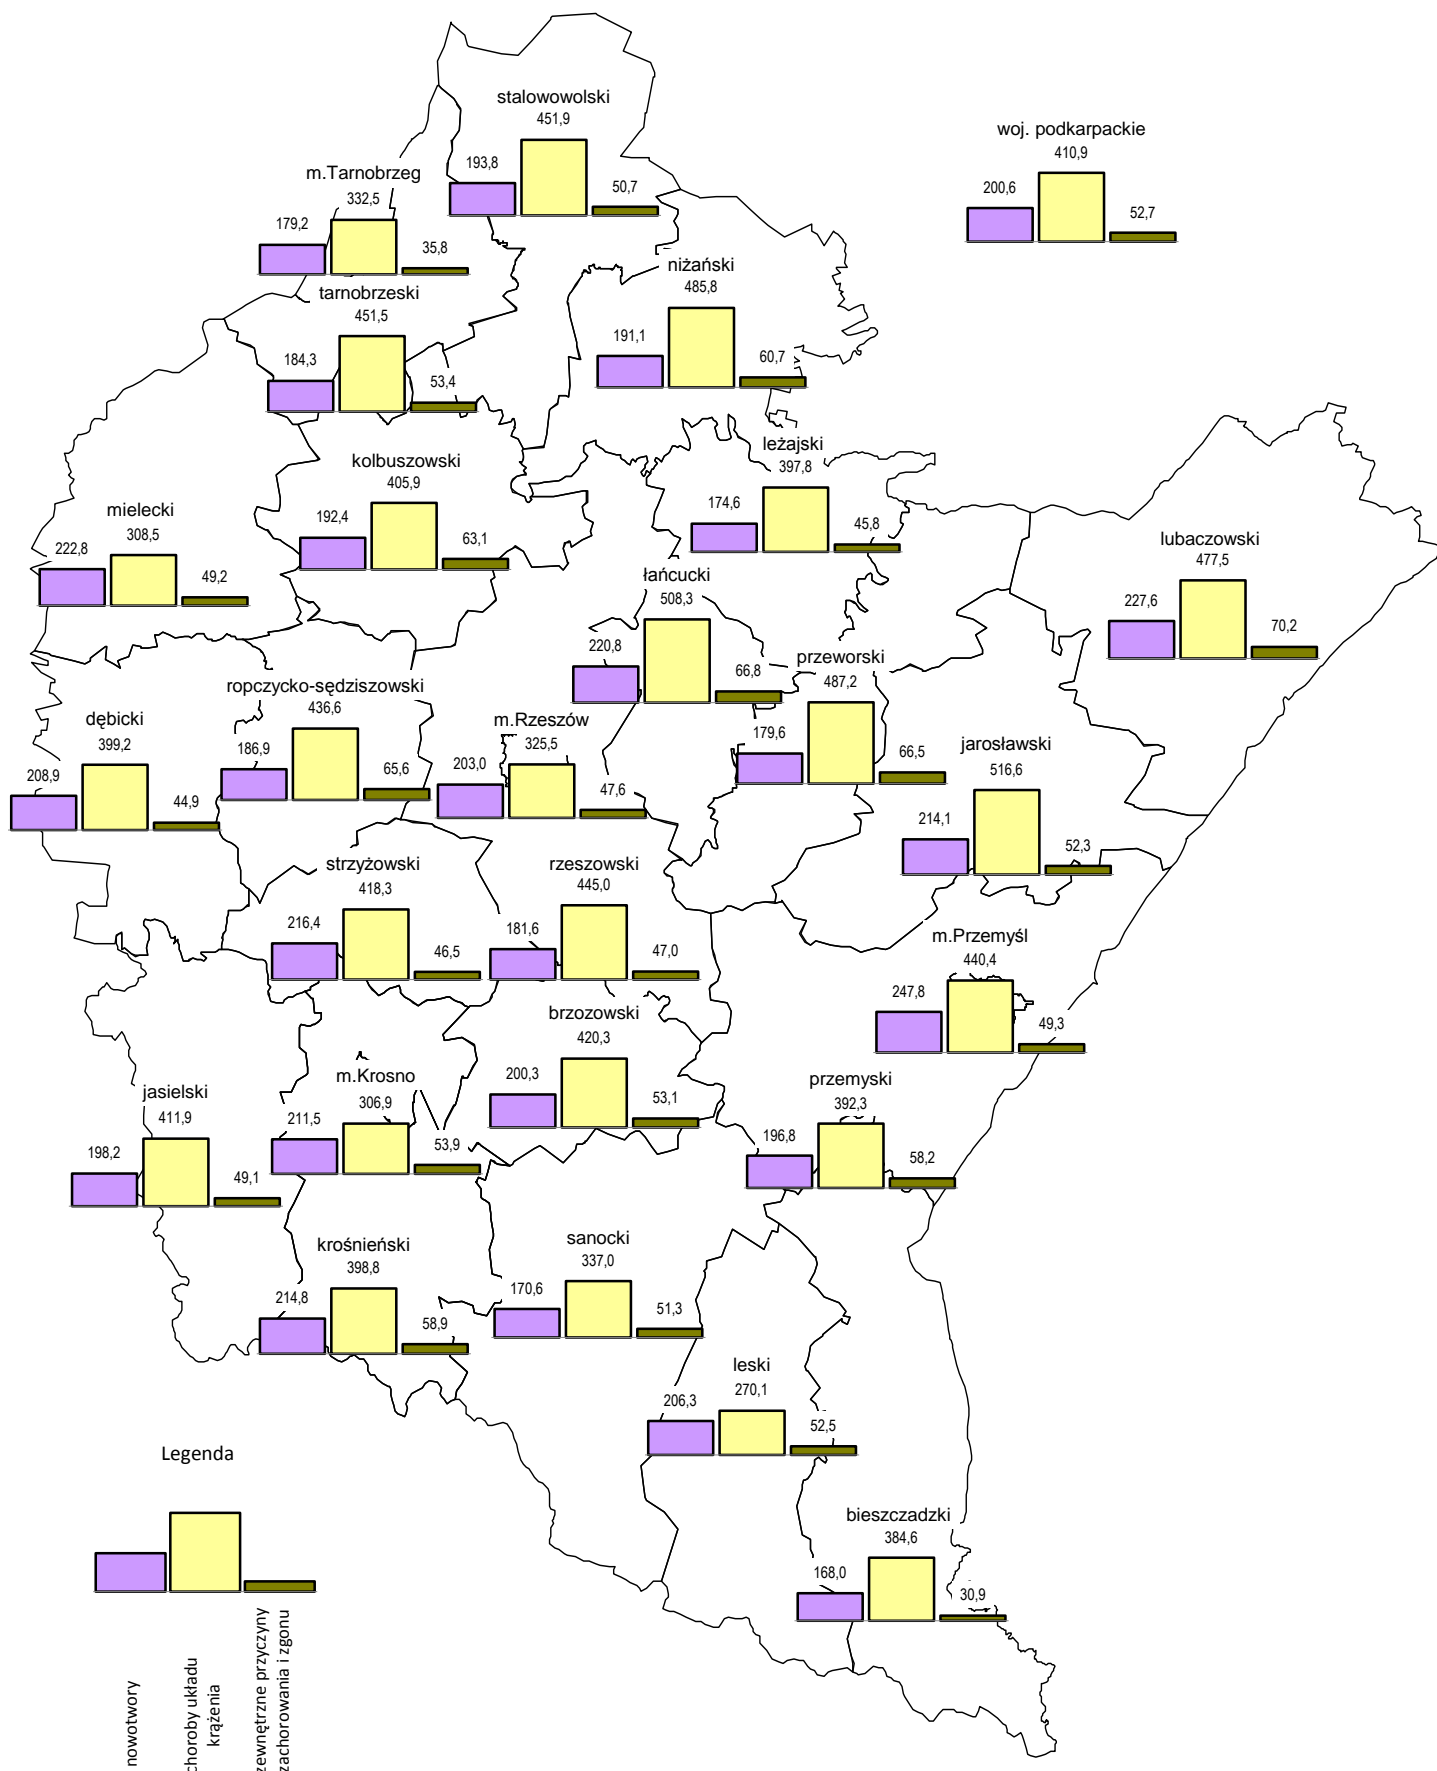 stalowowolski
451,9
193,8
50,7
woj. podkarpackie
410,9
200,6
52,7
m.Tarnobrzeg
332,5
179,2
35,8
niżański
485,8
191,1
60,7
tarnobrzeski
451,5
184,3
53,4
leżajski
397,8
174,6
45,8
kolbuszowski
405,9
192,4
63,1
mielecki
308,5
222,8
49,2
lubaczowski
477,5
227,6
70,2
łańcucki
508,3
220,8
66,8
przeworski
487,2
179,6
66,5
ropczycko-sędziszowski
436,6
186,9
65,6
dębicki
399,2
208,9
44,9
m.Rzeszów
325,5
203,0
47,6
jarosławski
516,6
214,1
52,3
strzyżowski
418,3
216,4
46,5
rzeszowski
445,0
181,6
47,0
m.Przemyśl
440,4
247,8
49,3
brzozowski
420,3
200,3
53,1
m.Krosno
306,9
211,5
53,9
jasielski
411,9
198,2
49,1
przemyski
392,3
196,8
58,2
krośnieński
398,8
214,8
58,9
sanocki
337,0
170,6
51,3
leski
270,1
206,3
52,5
bieszczadzki
384,6
168,0
30,9
Legenda
nowotwory
choroby układu
krążenia
zewnętrzne przyczyny
zachorowania i zgonu